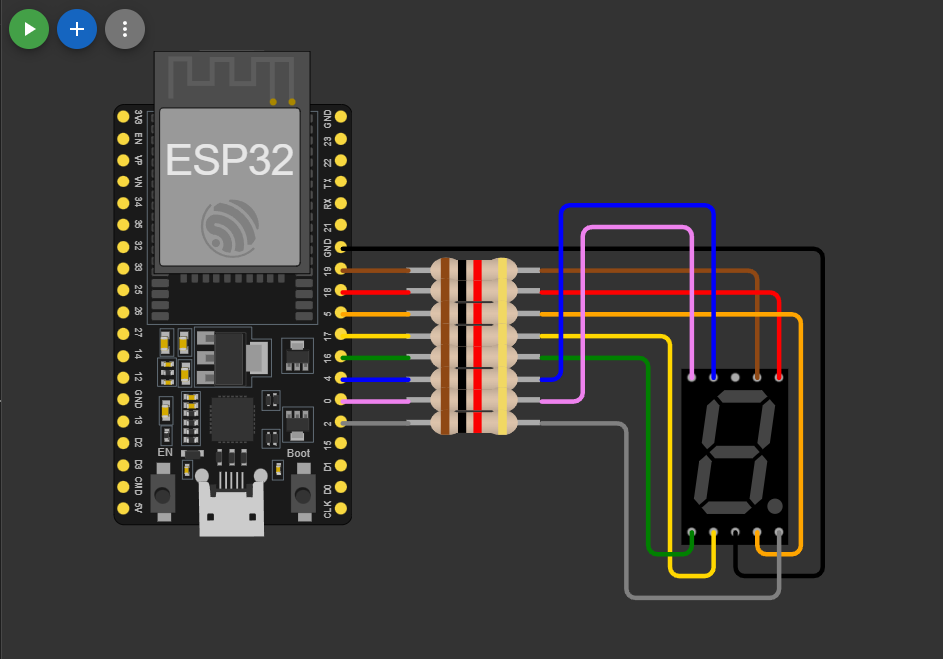 ESP32
3V3
EN
VP
VN
34
35
32
33
25
26
27
14
12
GND
13
D2
D3
CMD
5V
GND
23
22
TX
RX
21
GND
19
18
5
17
16
4
0
2
15
D1
D0
CLK
EN
Boot